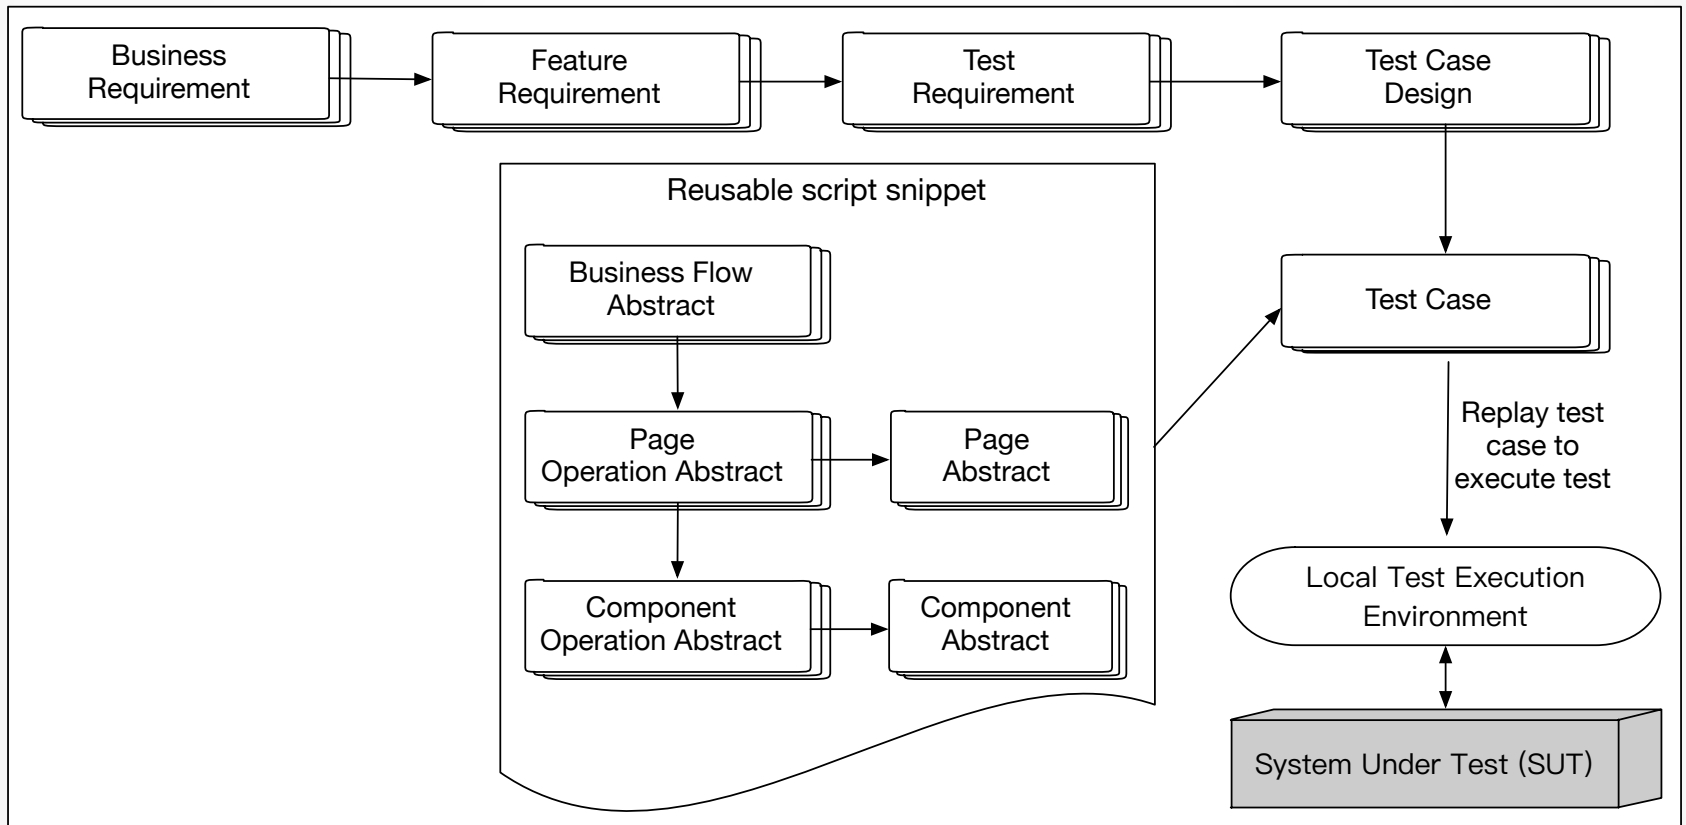 Business
Requirement
Feature
Requirement
Test
Requirement
Test Case
Design
Reusable script snippet
Business Flow
Abstract
Page
Operation Abstract
Page
Abstract
Component
Operation Abstract
Component
Abstract
Test Case
Replay test
case to
execute test
Local Test Execution
Environment
System Under Test (SUT)